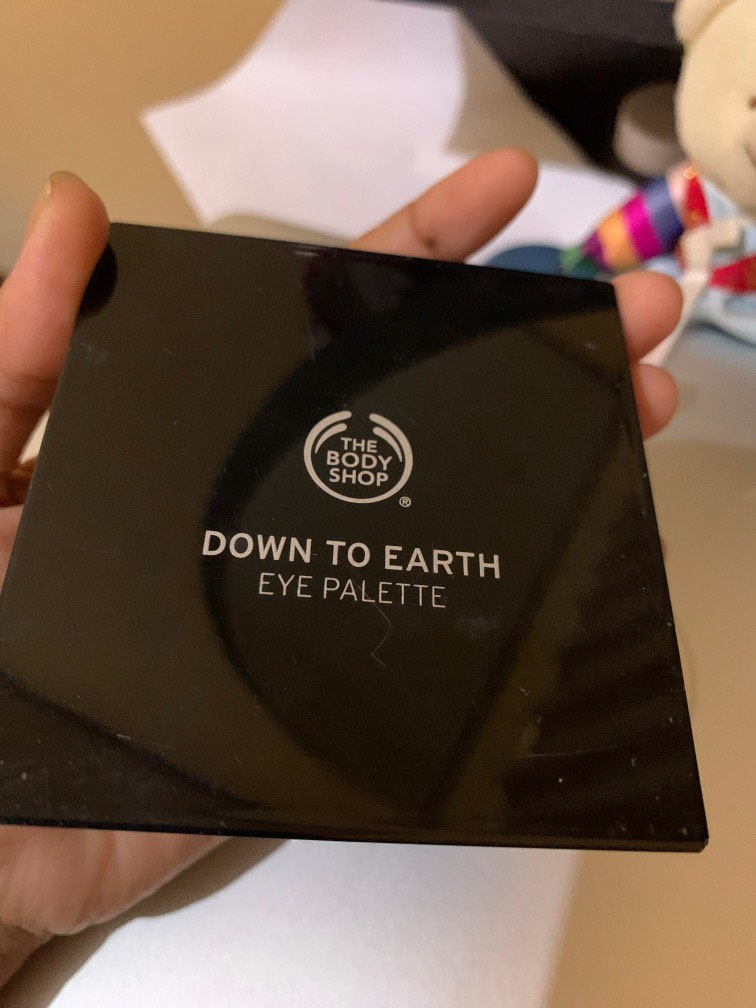 THE
BODY
SHOP
®
DOWN TO EARTH
EYE PALETTE